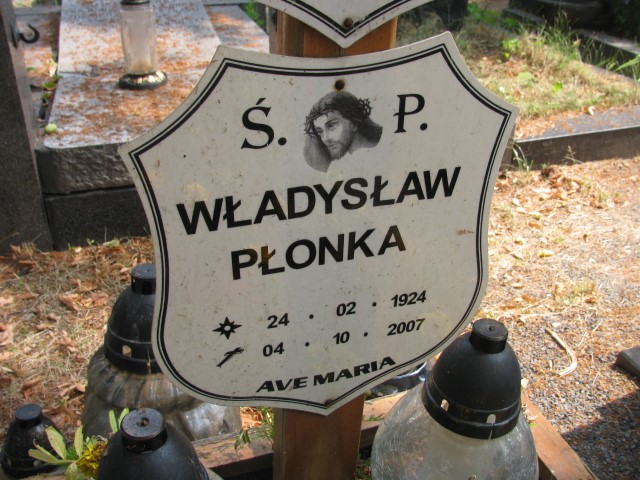 Ś. P.
WŁADYSŁAW
PŁONKA
24 · 02 · 1924
04 · 10 · 2007
AVE MARIA